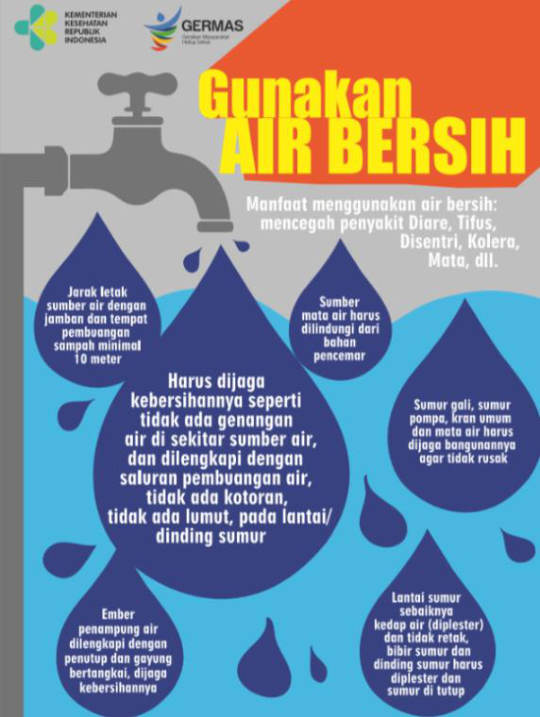 KEMENTERIAN
KESEHATAN
REPUBLIK
INDONESIA
GERMAS
Gerakan Masyarakat
Hidup Sehat
Gunakan
AIR BERSIH
Manfaat menggunakan air bersih:
mencegah penyakit Diare, Tifus,
Disentri, Kolera,
Mata, dll.
Jarak letak
sumber air dengan
jamban dan tempat
pembuangan
sampah minimal
10 meter
Sumber
mata air harus
dilindungi dari
bahan
pencemar
Harus dijaga
kebersihannya seperti
tidak ada genangan
air di sekitar sumber air,
dan dilengkapi dengan
saluran pembuangan air,
tidak ada kotoran,
tidak ada lumut, pada lantai/
dinding sumur
Sumur gali, sumur
pompa, kran umum
dan mata air harus
dijaga bangunannya
agar tidak rusak
Ember
penampung air
dilengkapi dengan
penutup dan gayung
bertangkai, dijaga
kebersihannya
Lantai sumur
sebaiknya
kedap air (diplester)
dan tidak retak,
bibir sumur dan
dinding sumur harus
diplester dan
sumur di tutup